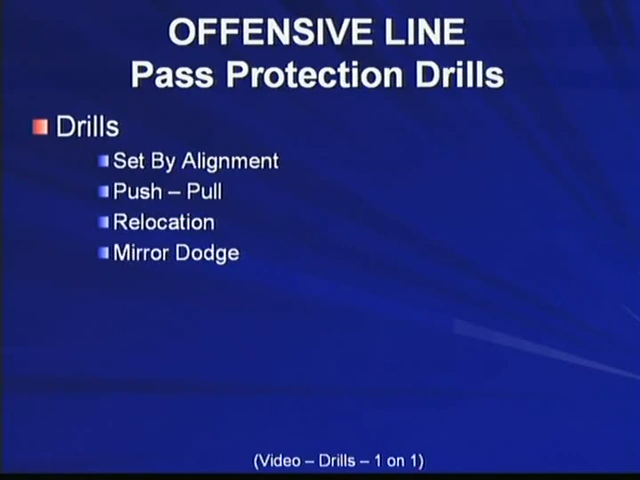 OFFENSIVE LINE
Pass Protection Drills
Drills
Set By Alignment
Push – Pull
Relocation
Mirror Dodge
(Video – Drills – 1 on 1)